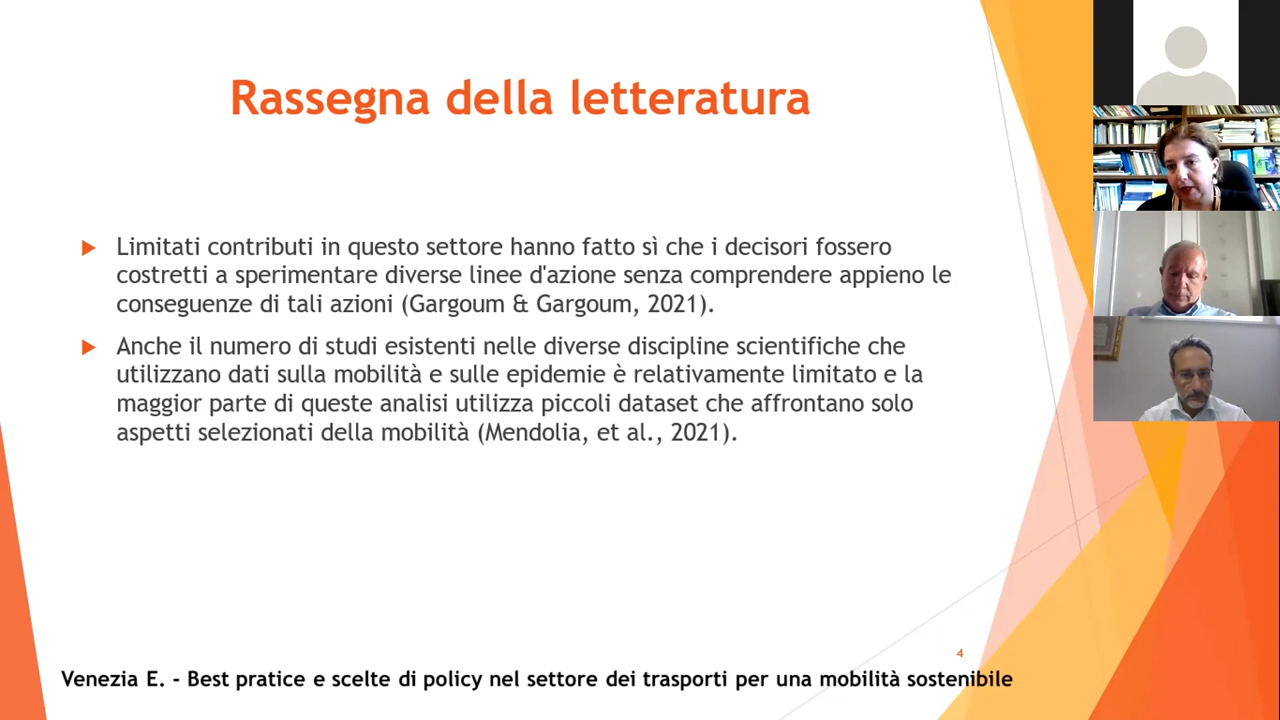 Rassegna della letteratura
Limitati contributi in questo settore hanno fatto sì che i decisori fossero
costretti a sperimentare diverse linee d'azione senza comprendere appieno le
conseguenze di tali azioni (Gargoum & Gargoum, 2021).
Anche il numero di studi esistenti nelle diverse discipline scientifiche che
utilizzano dati sulla mobilità e sulle epidemie è relativamente limitato e la
maggior parte di queste analisi utilizza piccoli dataset che affrontano solo
aspetti selezionati della mobilità (Mendolia, et al., 2021).
4
Venezia E. - Best pratice e scelte di policy nel settore dei trasporti per una mobilità sostenibile